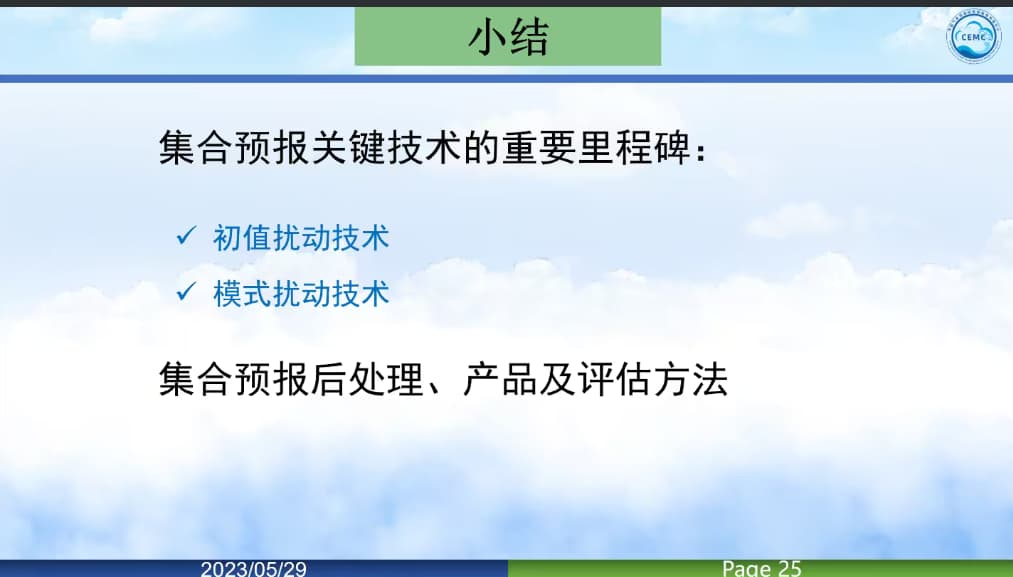 小结
CEMC
集合预报关键技术的重要里程碑：
✓ 初值扰动技术
✓ 模式扰动技术
集合预报后处理、产品及评估方法
2023/05/29
Page 25